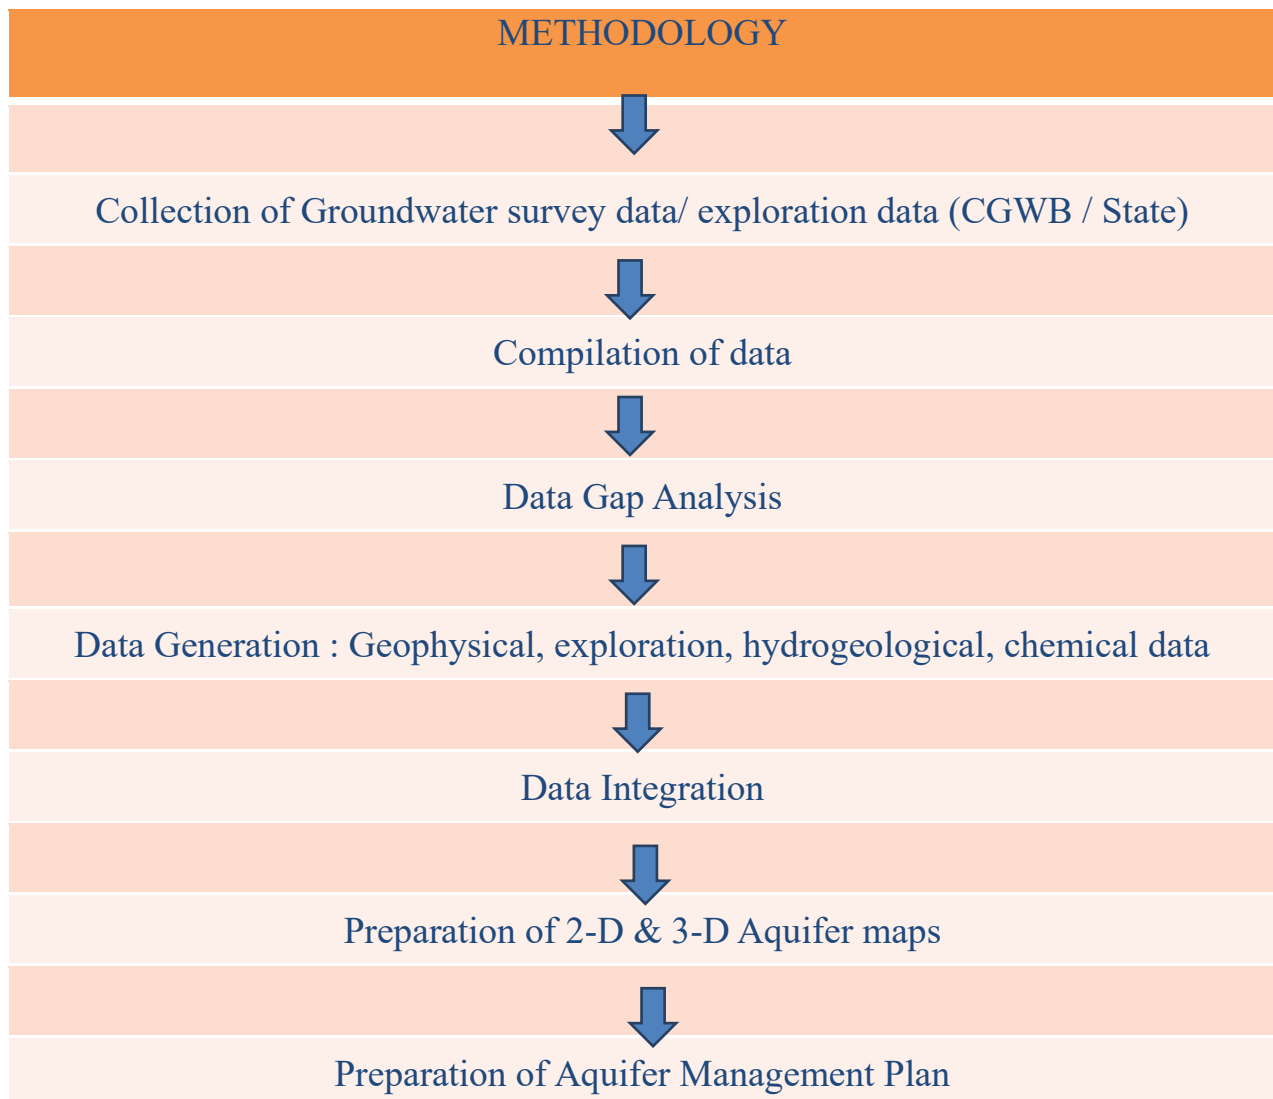 METHODOLOGY
Collection of Groundwater survey data/ exploration data (CGWB / State)
Compilation of data
Data Gap Analysis
Data Generation : Geophysical, exploration, hydrogeological, chemical data
Data Integration
Preparation of 2-D & 3-D Aquifer maps
Preparation of Aquifer Management Plan